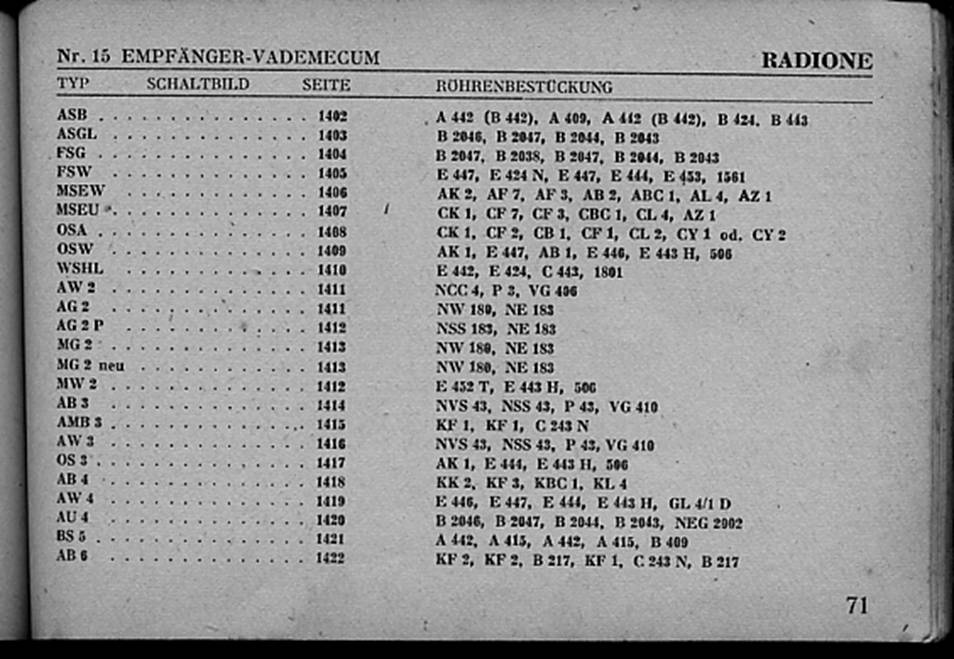 Nr. 15 EMPFÄNGER-VADEMECUM RADIONE
TYP SCHALTBILD SEITE RÖHRENBESTÜCKUNG
ASB . . . . . . . . . . . . . . . 1402 A 442 (B 442), A 409, A 442 (B 442), B 424, B 443
ASGL . . . . . . . . . . . . . . . 1403 B 2046, B 2047, B 2044, B 2043
FSG . . . . . . . . . . . . . . . 1404 B 2047, B 2038, B 2047, B 2044, B 2043
FSW . . . . . . . . . . . . . . . 1405 E 447, E 424 N, E 447, E 444, E 453, 1561
MSEW . . . . . . . . . . . . . . 1406 AK 2, AF 7, AF 3, AB 2, ABC 1, AL 4, AZ 1
MSEU . . . . . . . . . . . . . . 1407 CK 1, CF 7, CF 3, CBC 1, CL 4, AZ 1
OSA . . . . . . . . . . . . . . . 1408 CK 1, CF 2, CB 1, CF 1, CL 2, CY 1 od. CY 2
OSW . . . . . . . . . . . . . . . 1409 AK 1, E 447, AB 1, E 446, E 443 H, 506
WSHL . . . . . . . . . . . . . . 1410 E 442, E 424, C 443, 1801
AW 2 . . . . . . . . . . . . . . 1411 NCC 4, P 3, VG 406
AG 2 . . . . . . . . . . . . . . 1411 NW 180, NE 183
AG 2 P . . . . . . . . . . . . . 1412 NSS 183, NE 183
MG 2 . . . . . . . . . . . . . . 1413 NW 180, NE 183
MG 2 neu . . . . . . . . . . . . 1413 NW 180, NE 183
MW 2 . . . . . . . . . . . . . . 1412 E 452 T, E 443 H, 506
AB 3 . . . . . . . . . . . . . . 1414 NVS 43, NSS 43, P 43, VG 410
AMB 3 . . . . . . . . . . . . . . 1415 KF 1, KF 1, C 243 N
AW 3 . . . . . . . . . . . . . . 1416 NVS 43, NSS 43, P 43, VG 410
OS 3 . . . . . . . . . . . . . . 1417 AK 1, E 444, E 443 H, 506
AB 4 . . . . . . . . . . . . . . 1418 KK 2, KF 3, KBC 1, KL 4
AW 4 . . . . . . . . . . . . . . 1419 E 446, E 447, E 444, E 443 H, GL 4/1 D
AU 4 . . . . . . . . . . . . . . 1420 B 2046, B 2047, B 2044, B 2043, NEG 2002
BS 5 . . . . . . . . . . . . . . 1421 A 442, A 415, A 442, A 415, B 409
AB 6 . . . . . . . . . . . . . . 1422 KF 2, KF 2, B 217, KF 1, C 243 N, B 217
71